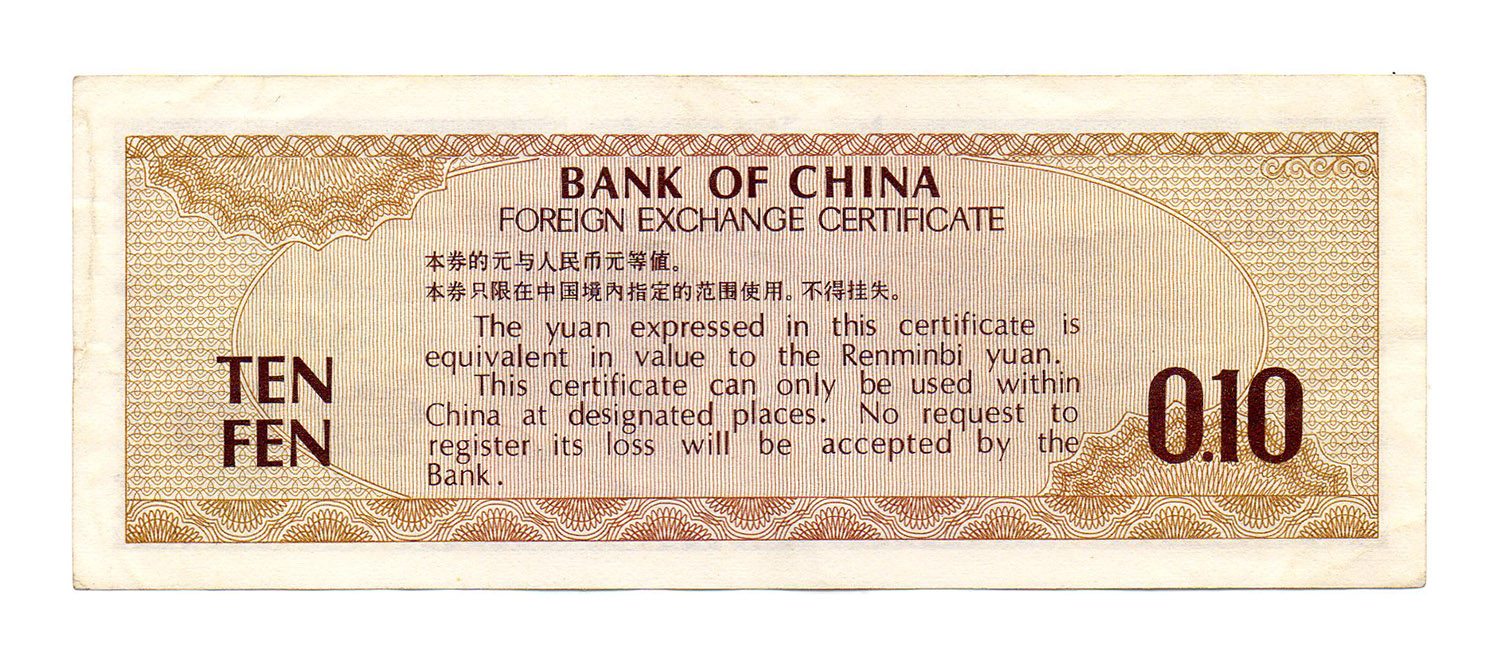 BANK OF CHINA
FOREIGN EXCHANGE CERTIFICATE
本券的元与人民币元等值。
本券只限在中国境内指定的范围使用。不得挂失。
The yuan expressed in this certificate is
equivalent in value to the Renminbi yuan.
This certificate can only be used within
China at designated places. No request to
register its loss will be accepted by the
Bank.
TEN
FEN
0.10